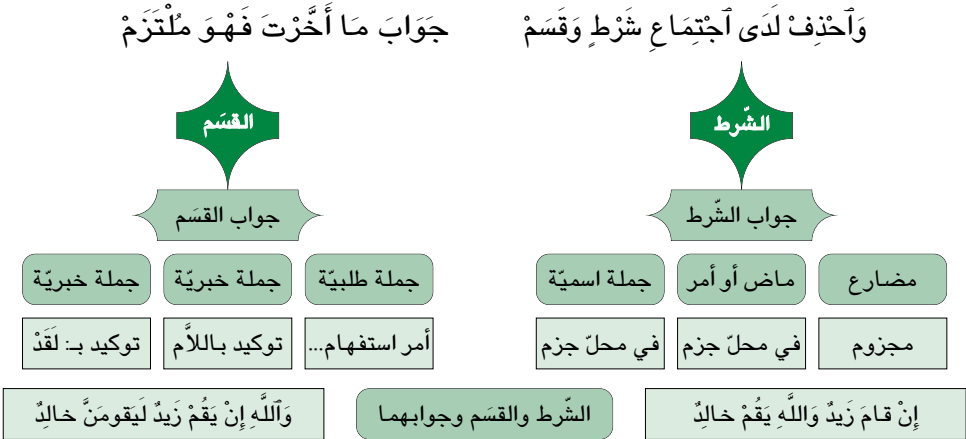 وَٱحْذِفْ لَدَى ٱجْتِمَاعِ شَرْطٍ وَقَسَمْ جَوَابَ مَا أَخَّرْتَ فَهْوَ مُلْتَزَمْ
الشّرط القسَم
جواب الشّرط جواب القسَم
مضارع ماض أو أمر جملة اسميّة جملة طلبيّة جملة خبريّة جملة خبريّة
مجزوم في محلّ جزم في محلّ جزم أمر استفهام... توكيد باللاَّم توكيد بـ: لَقَدْ
إِنْ قامَ زَيدٌ وَاللَّهِ يَقُمْ خالِدٌ الشّرط والقسَم وجوابهما وَٱللَّهِ إِنْ يَقُمْ زَيدٌ لَيَقومَنَّ خالِدٌ